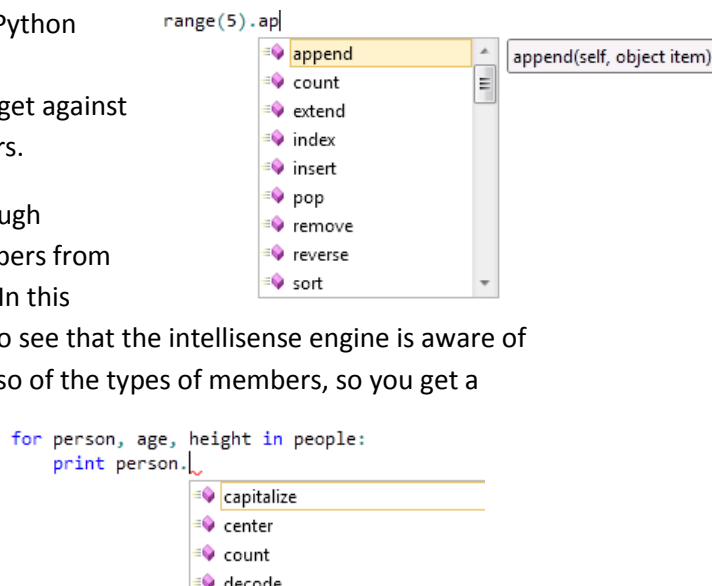 Python
get against
rs.
ugh
bers from
In this
o see that the intellisense engine is aware of
so of the types of members, so you get a
range(5).ap
append
append(self, object item)
count
extend
index
insert
pop
remove
reverse
sort
for person, age, height in people:
print person.
capitalize
center
count
decode